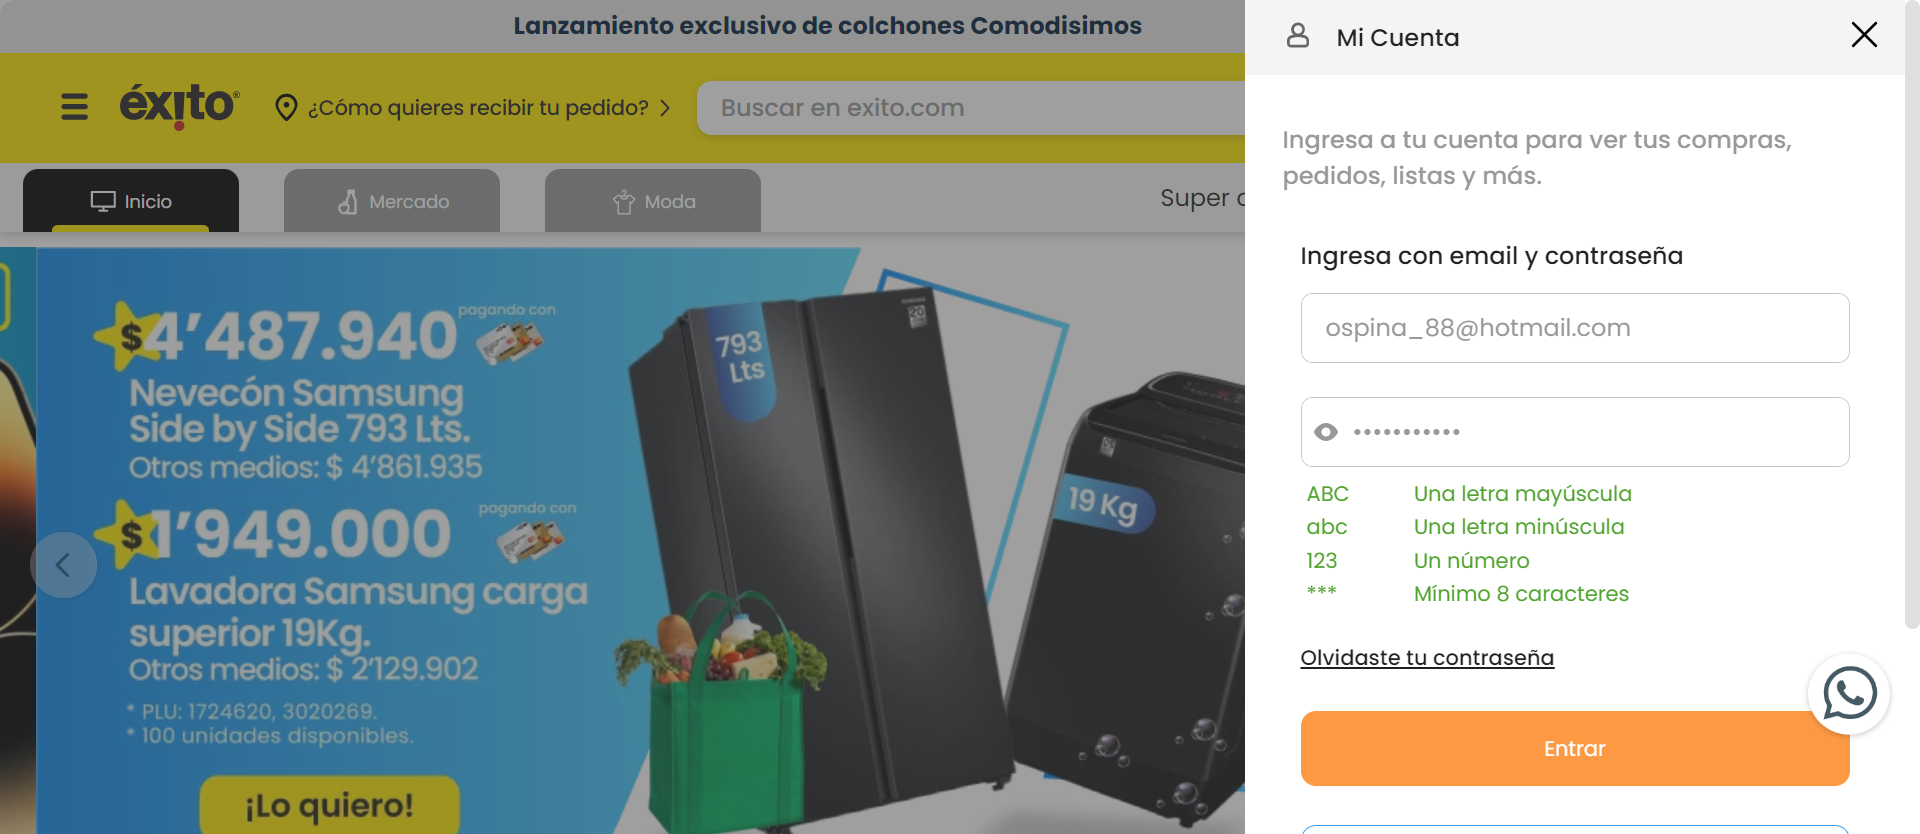 Lanzamiento exclusivo de colchones Comodisimos
éxito®
¿Cómo quieres recibir tu pedido?
Buscar en exito.com
Inicio
Mercado
Moda
Super
$4'487.940
pagando con
Nevecón Samsung
Side by Side 793 Lts.
Otros medios: $ 4'861.935
$1'949.000
pagando con
Lavadora Samsung carga
superior 19Kg.
Otros medios: $ 2'129.902
* PLU: 1724620, 3020269.
* 100 unidades disponibles.
¡Lo quiero!
793
Lts
SAMSUNG
20
19 Kg
Mi Cuenta
Ingresa a tu cuenta para ver tus compras,
pedidos, listas y más.
Ingresa con email y contraseña
ospina_88@hotmail.com
•••••••••••
ABC Una letra mayúscula
abc Una letra minúscula
123 Un número
*** Mínimo 8 caracteres
Olvidaste tu contraseña
Entrar